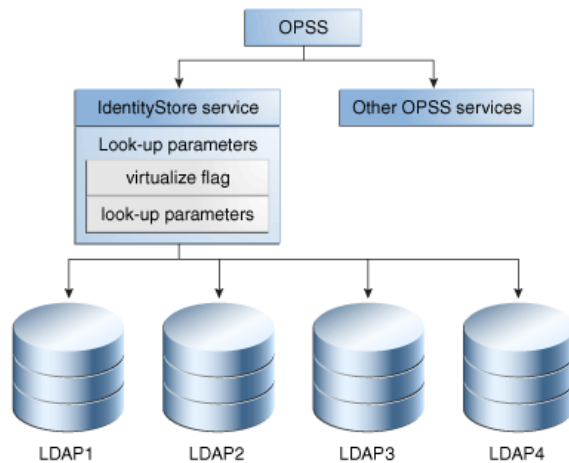 OPSS
IdentityStore service
Other OPSS services
Look-up parameters
virtualize flag
look-up parameters
LDAP1
LDAP2
LDAP3
LDAP4